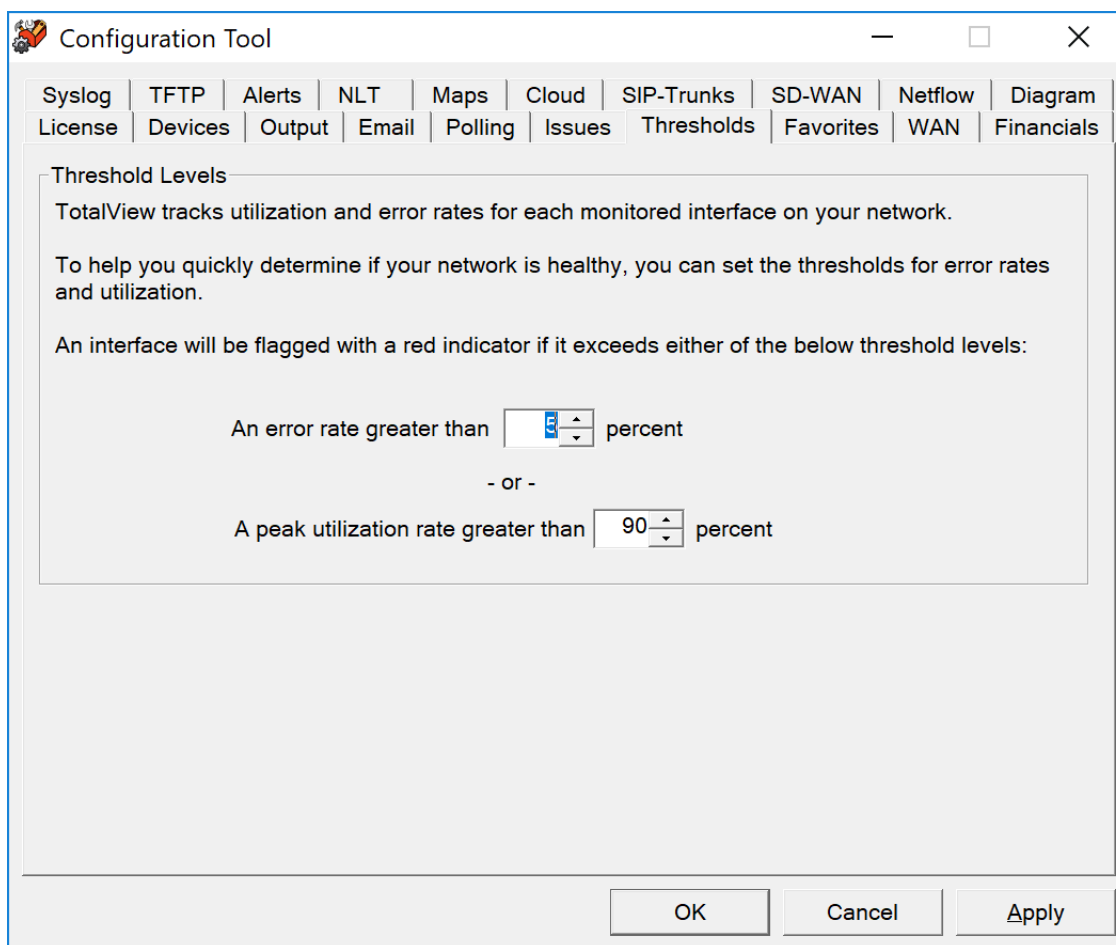 Configuration Tool
Syslog TFTP Alerts NLT Maps Cloud SIP-Trunks SD-WAN Netflow Diagram
License Devices Output Email Polling Issues Thresholds Favorites WAN Financials
Threshold Levels
TotalView tracks utilization and error rates for each monitored interface on your network.
To help you quickly determine if your network is healthy, you can set the thresholds for error rates
and utilization.
An interface will be flagged with a red indicator if it exceeds either of the below threshold levels:
An error rate greater than 5 percent
- or -
A peak utilization rate greater than 90 percent
OK Cancel Apply